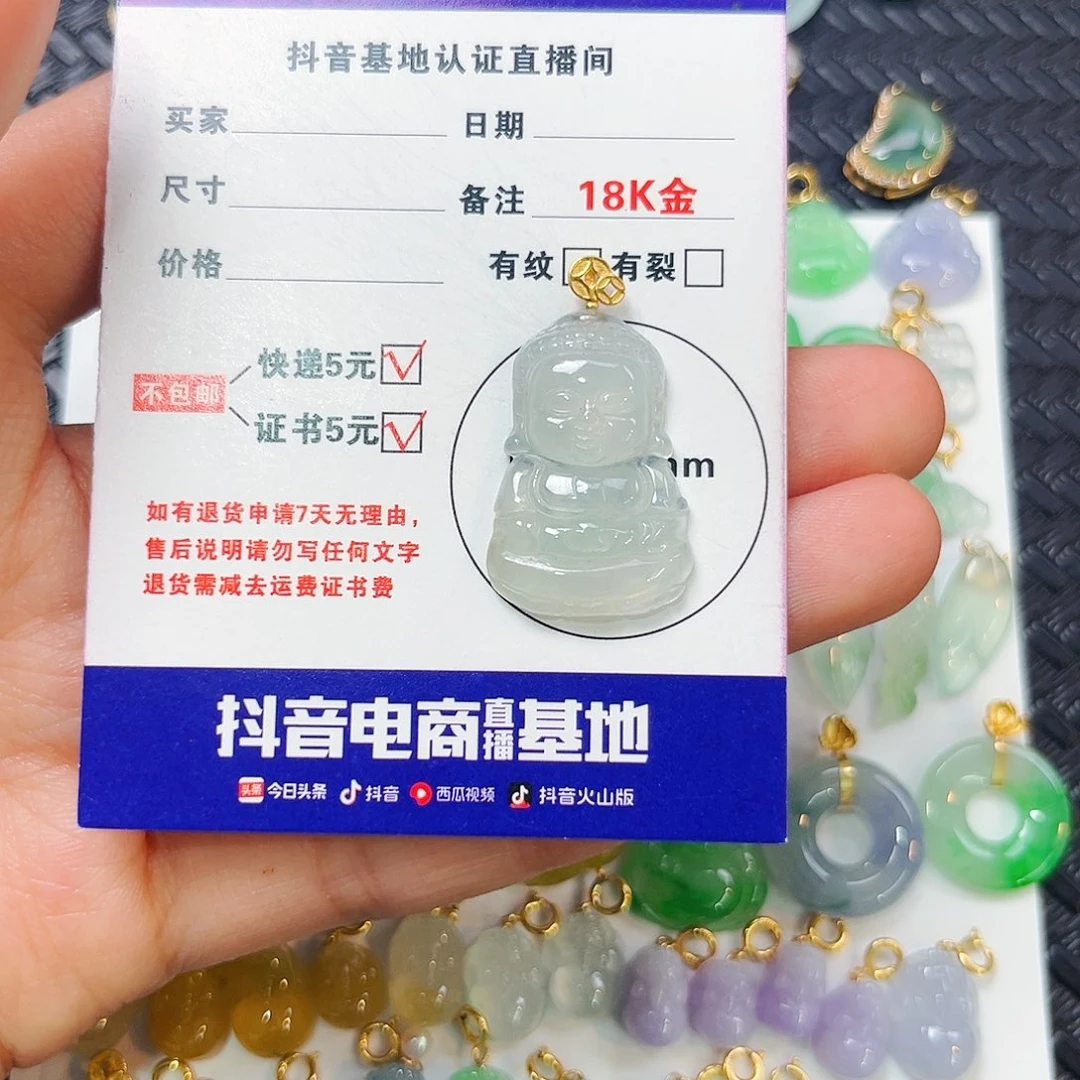 抖音基地认证直播间
买家 日期
尺寸 备注 18K金
价格 有纹 有裂
快递5元
不包邮
证书5元
mm
如有退货申请7天无理由，
售后说明请勿写任何文字
退货需减去运费证书费
抖音电商直播基地
头条 今日头条 抖音 西瓜视频 抖音火山版